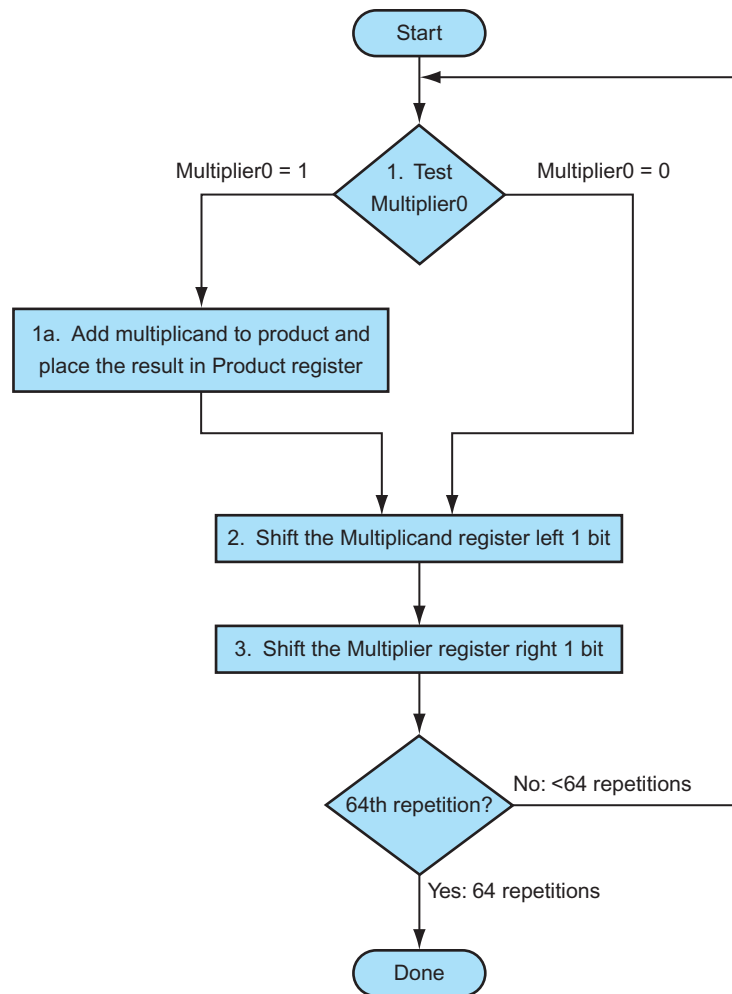 Start
Multiplier0 = 1
1. Test
Multiplier0
Multiplier0 = 0
1a. Add multiplicand to product and
place the result in Product register
2. Shift the Multiplicand register left 1 bit
3. Shift the Multiplier register right 1 bit
64th repetition?
No: <64 repetitions
Yes: 64 repetitions
Done